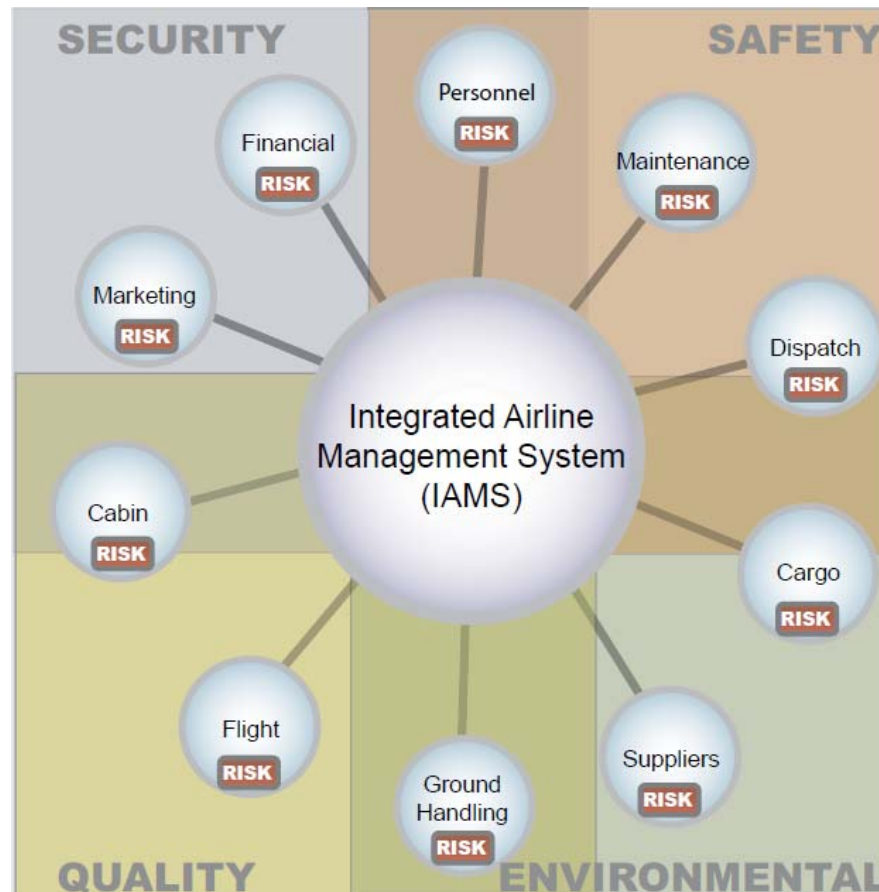 SECURITY
SAFETY
Personnel
RISK
Financial
RISK
Maintenance
RISK
Marketing
RISK
Dispatch
RISK
Integrated Airline
Management System
(IAMS)
Cabin
RISK
Cargo
RISK
Flight
RISK
Suppliers
RISK
Ground
Handling
RISK
QUALITY
ENVIRONMENTAL